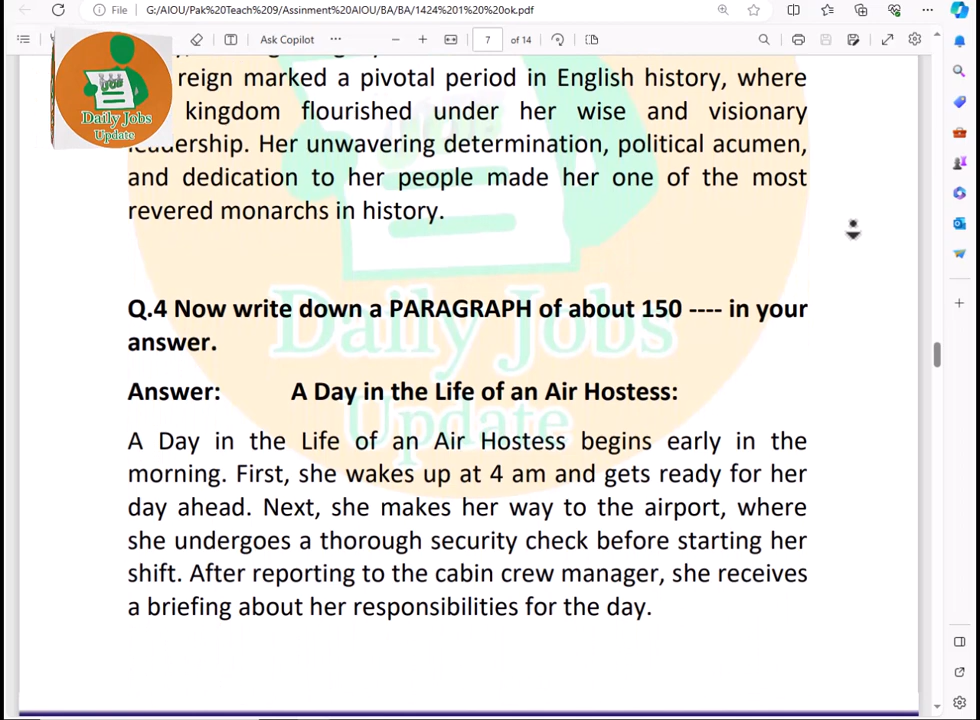 File
G:/AIOU/Pak%20Teach%209/Assinment%20AIOU/BA/BA/1424%201%20%20ok.pdf
Ask Copilot
7 of 14
reign marked a pivotal period in English history, where
kingdom flourished under her wise and visionary
leadership. Her unwavering determination, political acumen,
and dedication to her people made her one of the most
revered monarchs in history.
Daily Jobs
Update
Q.4 Now write down a PARAGRAPH of about 150 ---- in your
answer.
Answer: A Day in the Life of an Air Hostess:
A Day in the Life of an Air Hostess begins early in the
morning. First, she wakes up at 4 am and gets ready for her
day ahead. Next, she makes her way to the airport, where
she undergoes a thorough security check before starting her
shift. After reporting to the cabin crew manager, she receives
a briefing about her responsibilities for the day.
Daily Jobs
Update